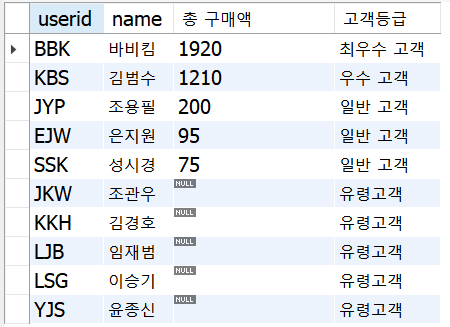 userid name 총 구매액 고객등급
BBK 바비킴 1920 최우수 고객
KBS 김범수 1210 우수 고객
JYP 조용필 200 일반 고객
EJW 은지원 95 일반 고객
SSK 성시경 75 일반 고객
JKW 조관우 NULL 유령고객
KKH 김경호 NULL 유령고객
LJB 임재범 NULL 유령고객
LSG 이승기 NULL 유령고객
YJS 윤종신 NULL 유령고객